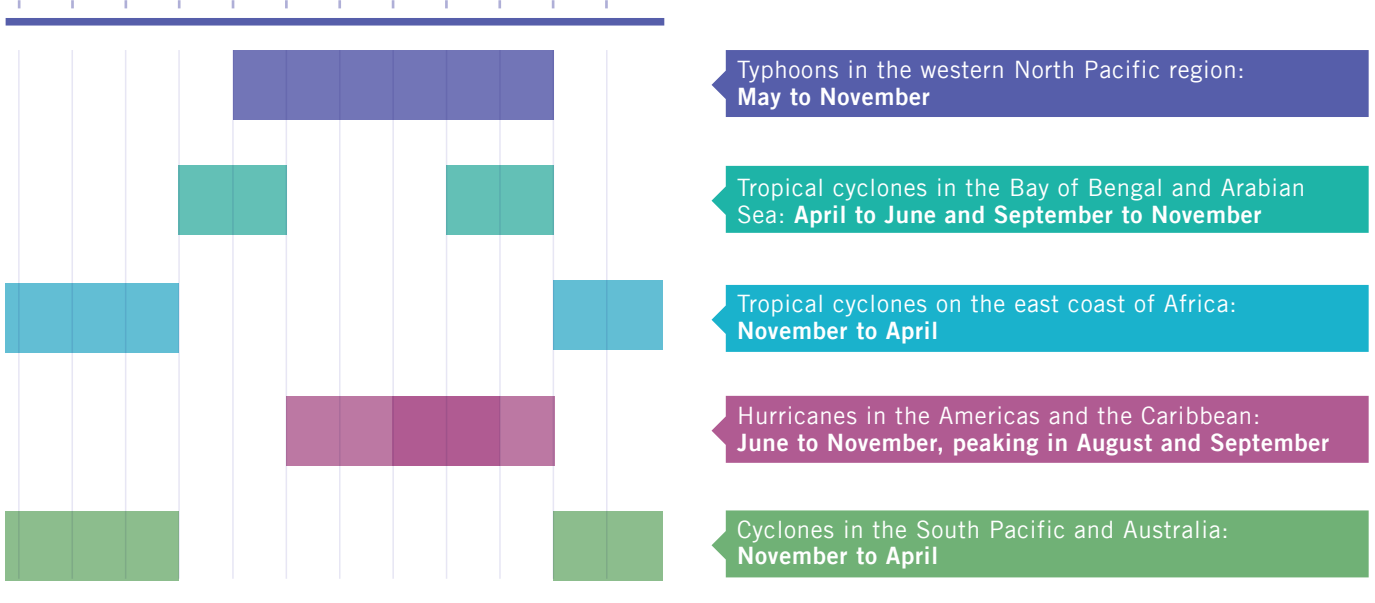 Typhoons in the western North Pacific region:
May to November
Tropical cyclones in the Bay of Bengal and Arabian
Sea: April to June and September to November
Tropical cyclones on the east coast of Africa:
November to April
Hurricanes in the Americas and the Caribbean:
June to November, peaking in August and September
Cyclones in the South Pacific and Australia:
November to April